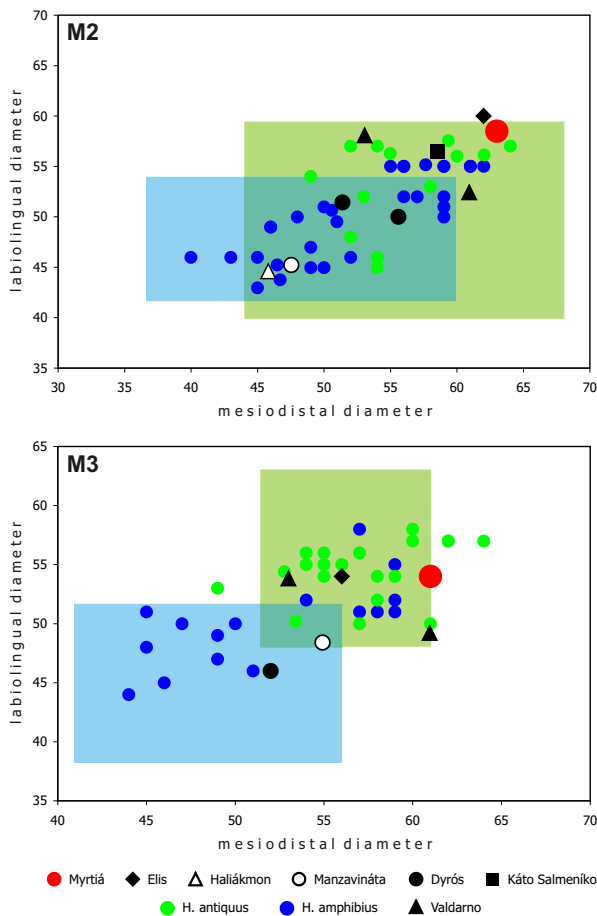 M2
70
65
60
55
50
45
40
35
30 35 40 45 50 55 60 65 70
labiolingual diameter
mesiodistal diameter
M3
65
60
55
50
45
40
35
40 45 50 55 60 65 70
labiolingual diameter
mesiodistal diameter
Myrtiá Elis Haliákmon Manzavináta Dyrós Káto Salmeníko
H. antiquus H. amphibius Valdarno